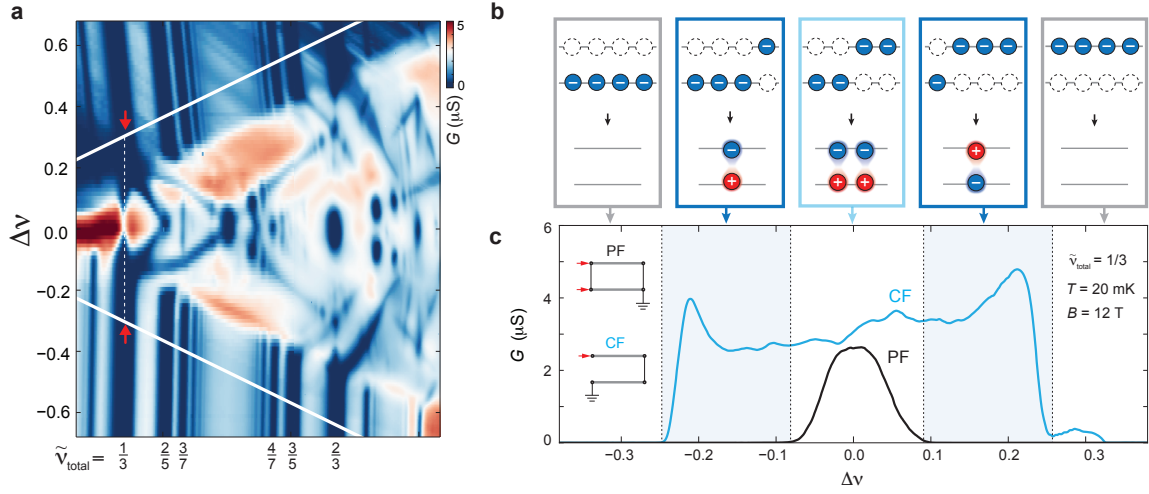 a
0.6
0.4
0.2
0.0
−0.2
−0.4
−0.6
Δν
5
0
G (μS)
ν̃total = 1/3 2/5 3/7 4/7 3/5 2/3
b
− − − − −
− − − − −
− − − − −
− − − − −
− − − −
− − − −
+ + + −
c
6
4
2
0
G (μS)
PF
CF
CF
PF
ν̃total = 1/3
T = 20 mK
B = 12 T
−0.3 −0.2 −0.1 0.0 0.1 0.2 0.3
Δν